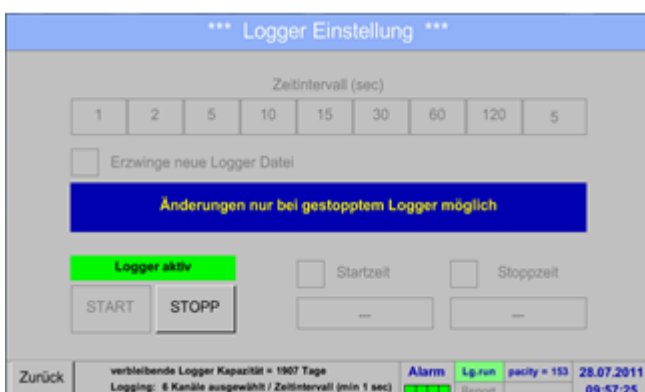 *** Logger Einstellung ***
Zeitintervall (sec)
1 2 5 10 15 30 60 120 5
Erzwinge neue Logger Datei
Änderungen nur bei gestopptem Logger möglich
Logger aktiv
Startzeit
Stoppzeit
START
STOPP
---
---
Zurück
verbleibende Logger Kapazität = 1907 Tage
Logging: 6 Kanäle ausgewählt / Zeitintervall (min 1 sec)
Alarm
Lg.run
pacity = 153
28.07.2011
Report
09:57:25